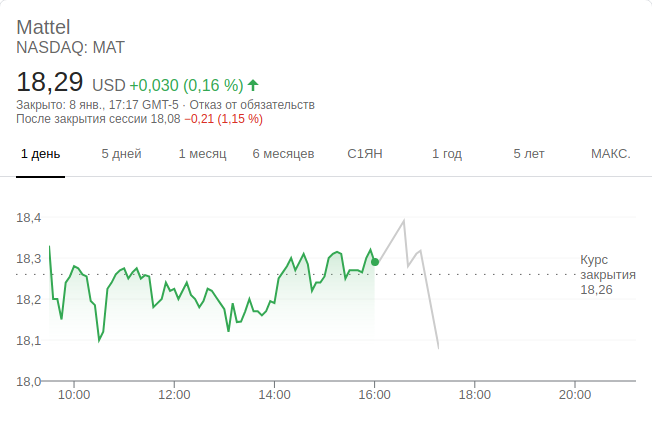 Mattel
NASDAQ: MAT
18,29 USD +0,030 (0,16 %)
Закрыто: 8 янв., 17:17 GMT-5 · Отказ от обязательств
После закрытия сессии 18,08 −0,21 (1,15 %)
1 день 5 дней 1 месяц 6 месяцев С1ЯН 1 год 5 лет МАКС.
18,4
18,3
18,2
18,1
18,0
Курс
закрытия
18,26
10:00 12:00 14:00 16:00 18:00 20:00